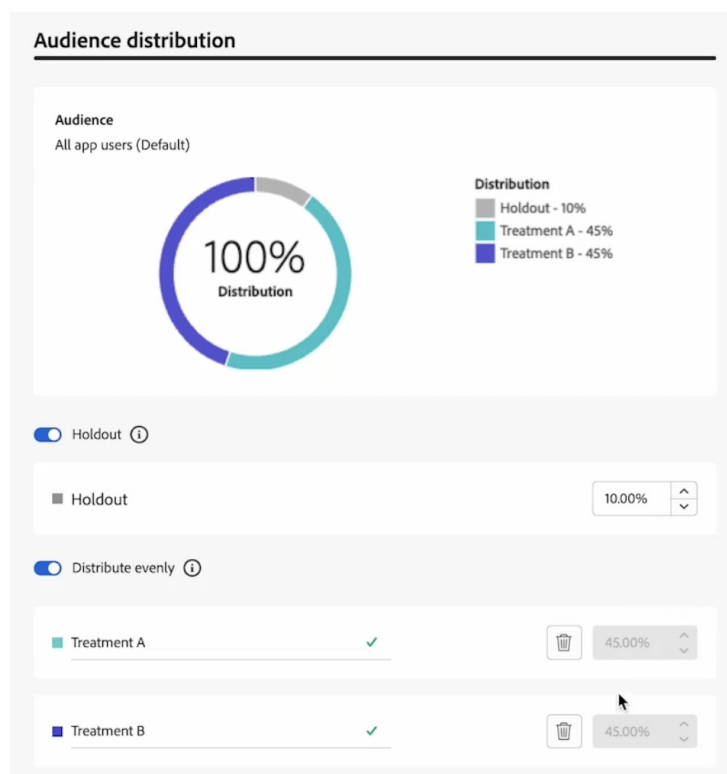 Audience distribution
Audience
All app users (Default)
100%
Distribution
Distribution
Holdout - 10%
Treatment A - 45%
Treatment B - 45%
Holdout
Holdout
10.00%
Distribute evenly
Treatment A
45.00%
Treatment B
45.00%